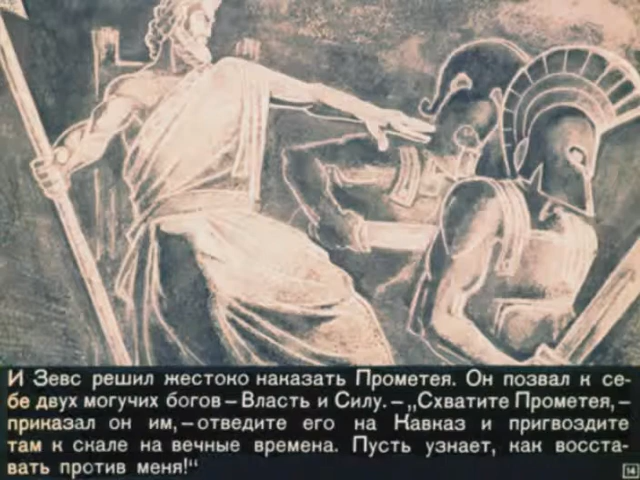 И Зевс решил жестоко наказать Прометея. Он позвал к се-
бе двух могучих богов – Власть и Силу. – „Схватите Прометея, –
приказал он им, – отведите его на Кавказ и пригвоздите
там к скале на вечные времена. Пусть узнает, как восста-
вать против меня!“
14